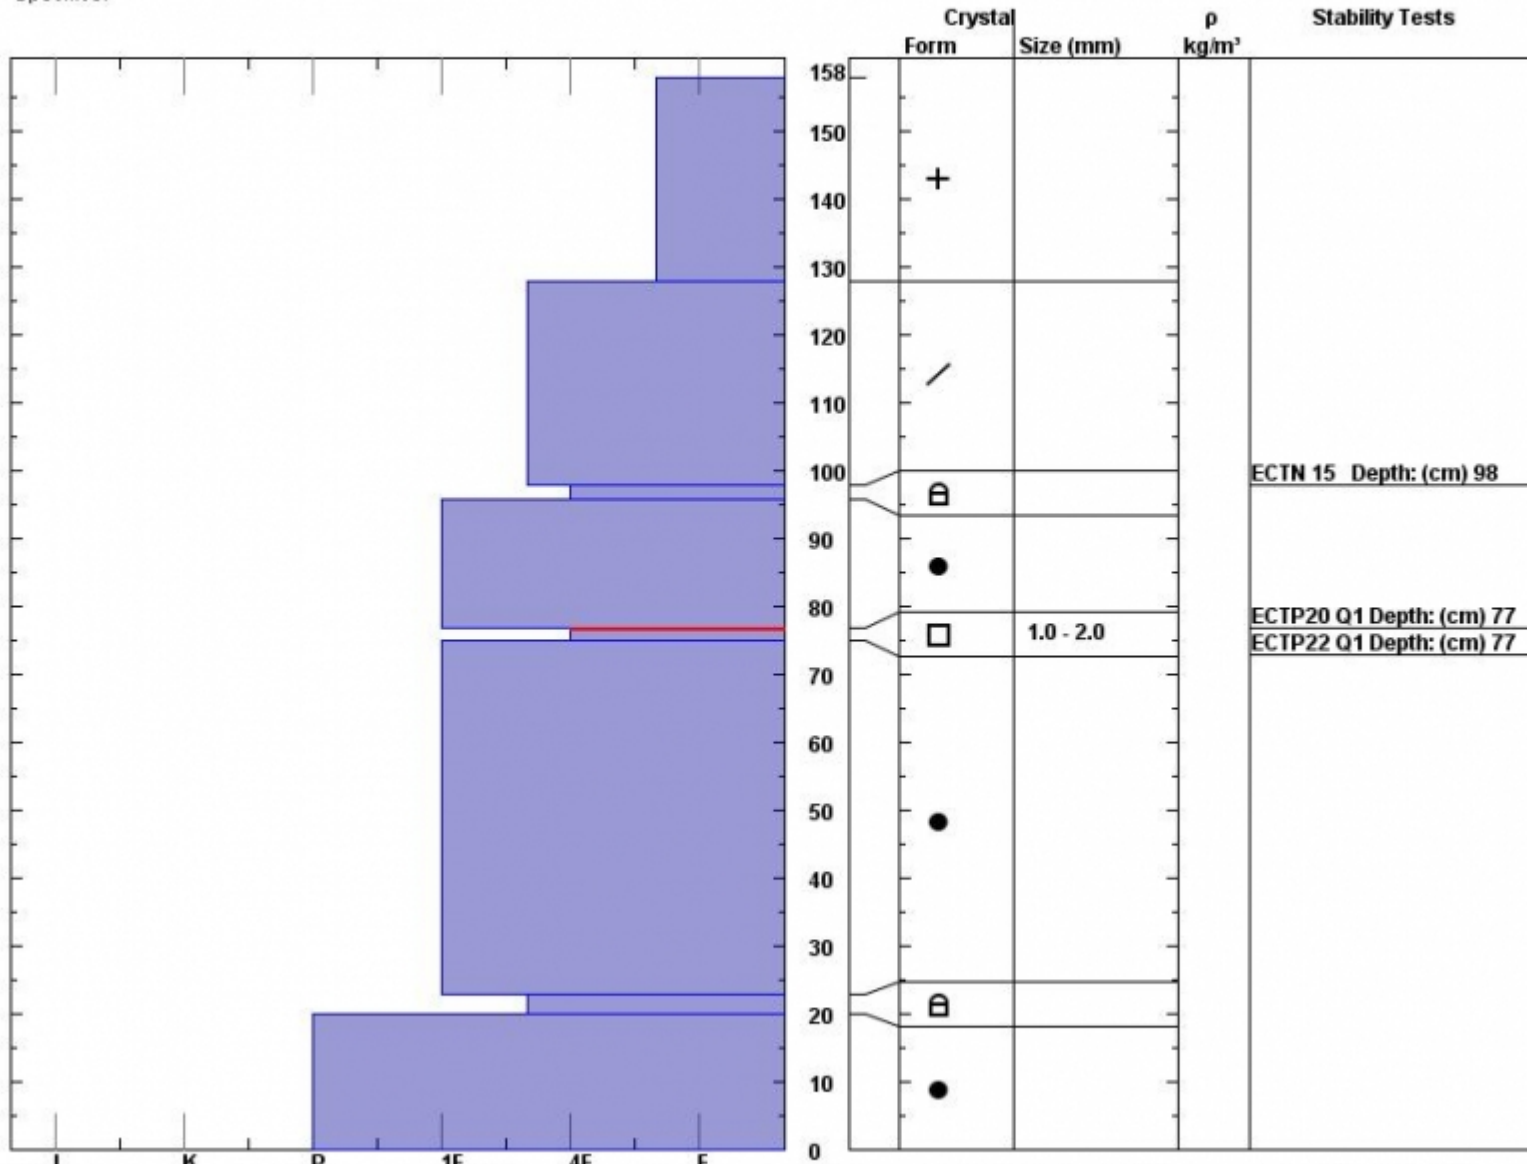 Crystal ρ Stability Tests
Form Size (mm) kg/m³
158
150
140
130
120
110
100
ECTN 15 Depth: (cm) 98
90
80
ECTP20 Q1 Depth: (cm) 77
1.0 - 2.0
ECTP22 Q1 Depth: (cm) 77
70
60
50
40
30
20
10
0
I K P 1F 4F F